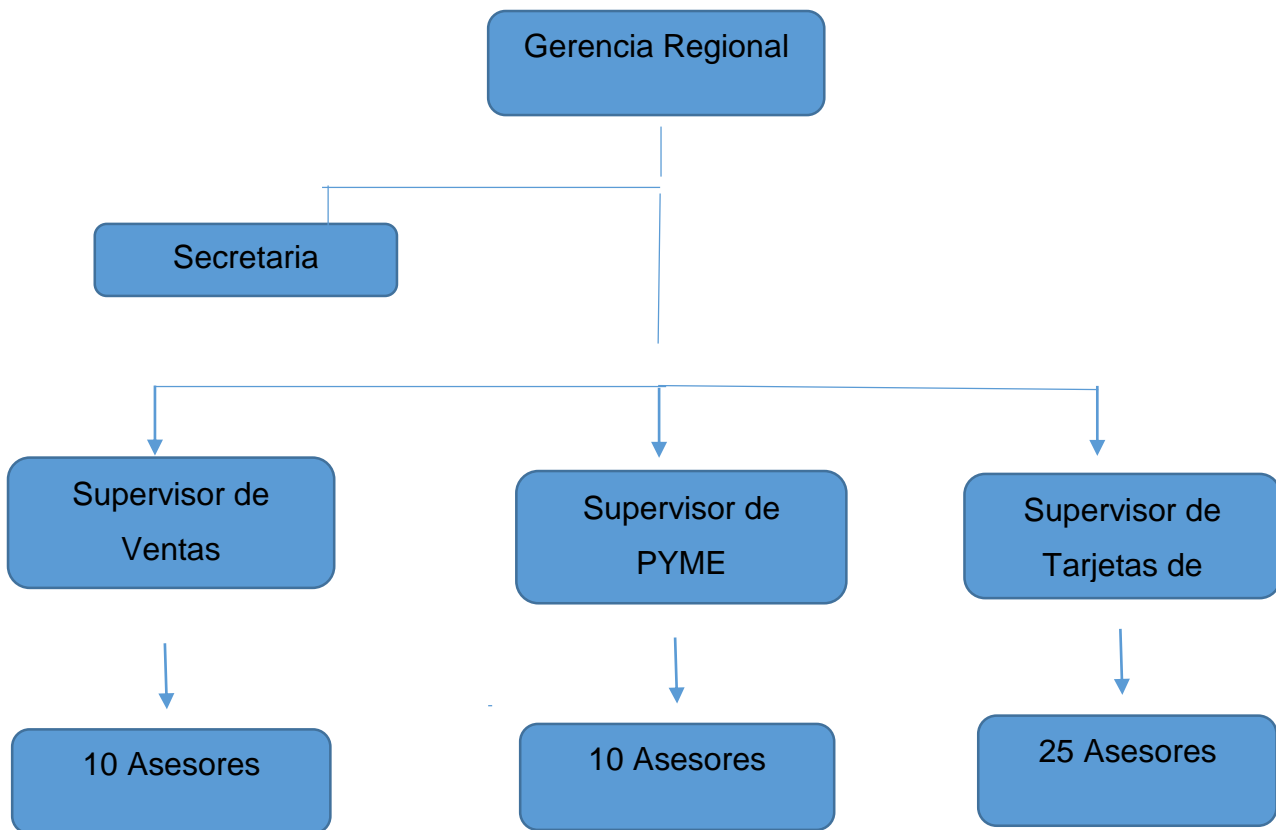 Gerencia Regional
Secretaria
Supervisor de
Ventas
Supervisor de
PYME
Supervisor de
Tarjetas de
10 Asesores
10 Asesores
25 Asesores